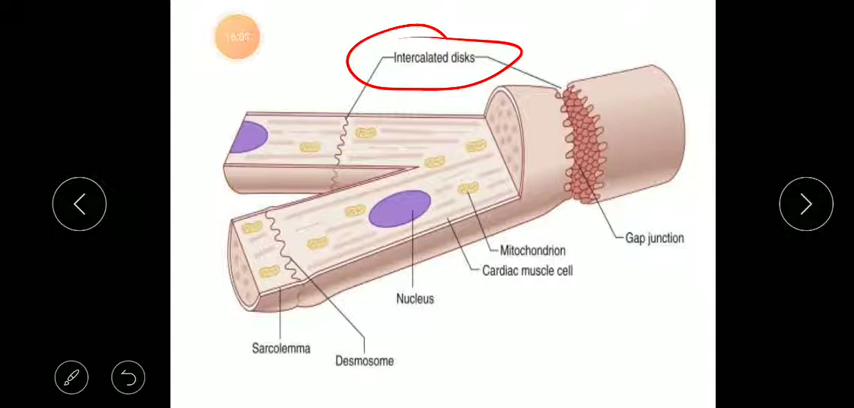 Intercalated disks
Gap junction
Mitochondrion
Cardiac muscle cell
Nucleus
Sarcolemma
Desmosome